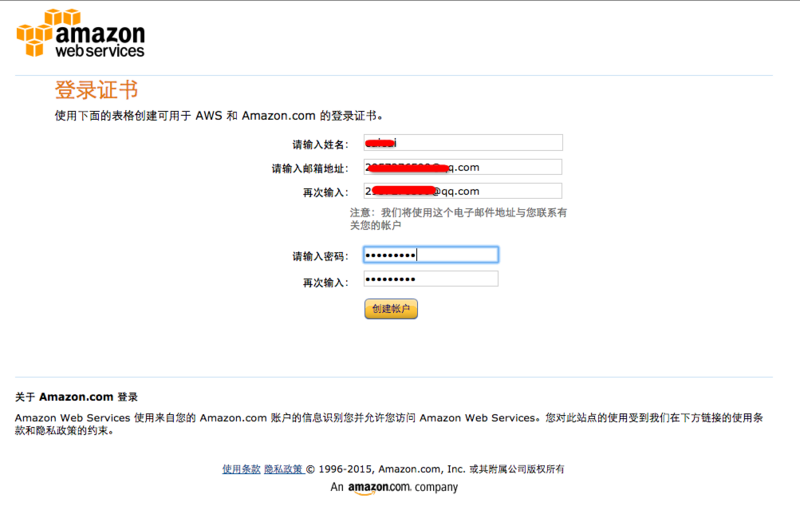 amazon
web services
登录证书
使用下面的表格创建可用于 AWS 和 Amazon.com 的登录证书。
请输入姓名:
请输入邮箱地址: q.com
再次输入: @qq.com
注意:我们将使用这个电子邮件地址与您联系有
关您的帐户
请输入密码: •••••••••
再次输入: •••••••••
创建帐户
关于 Amazon.com 登录
Amazon Web Services 使用来自您的 Amazon.com 账户的信息识别您并允许您访问 Amazon Web Services。您对此站点的使用受到我们在下方链接的使用条
款和隐私政策的约束。
使用条款 隐私政策 © 1996-2015, Amazon.com, Inc. 或其附属公司版权所有
An amazon.com company